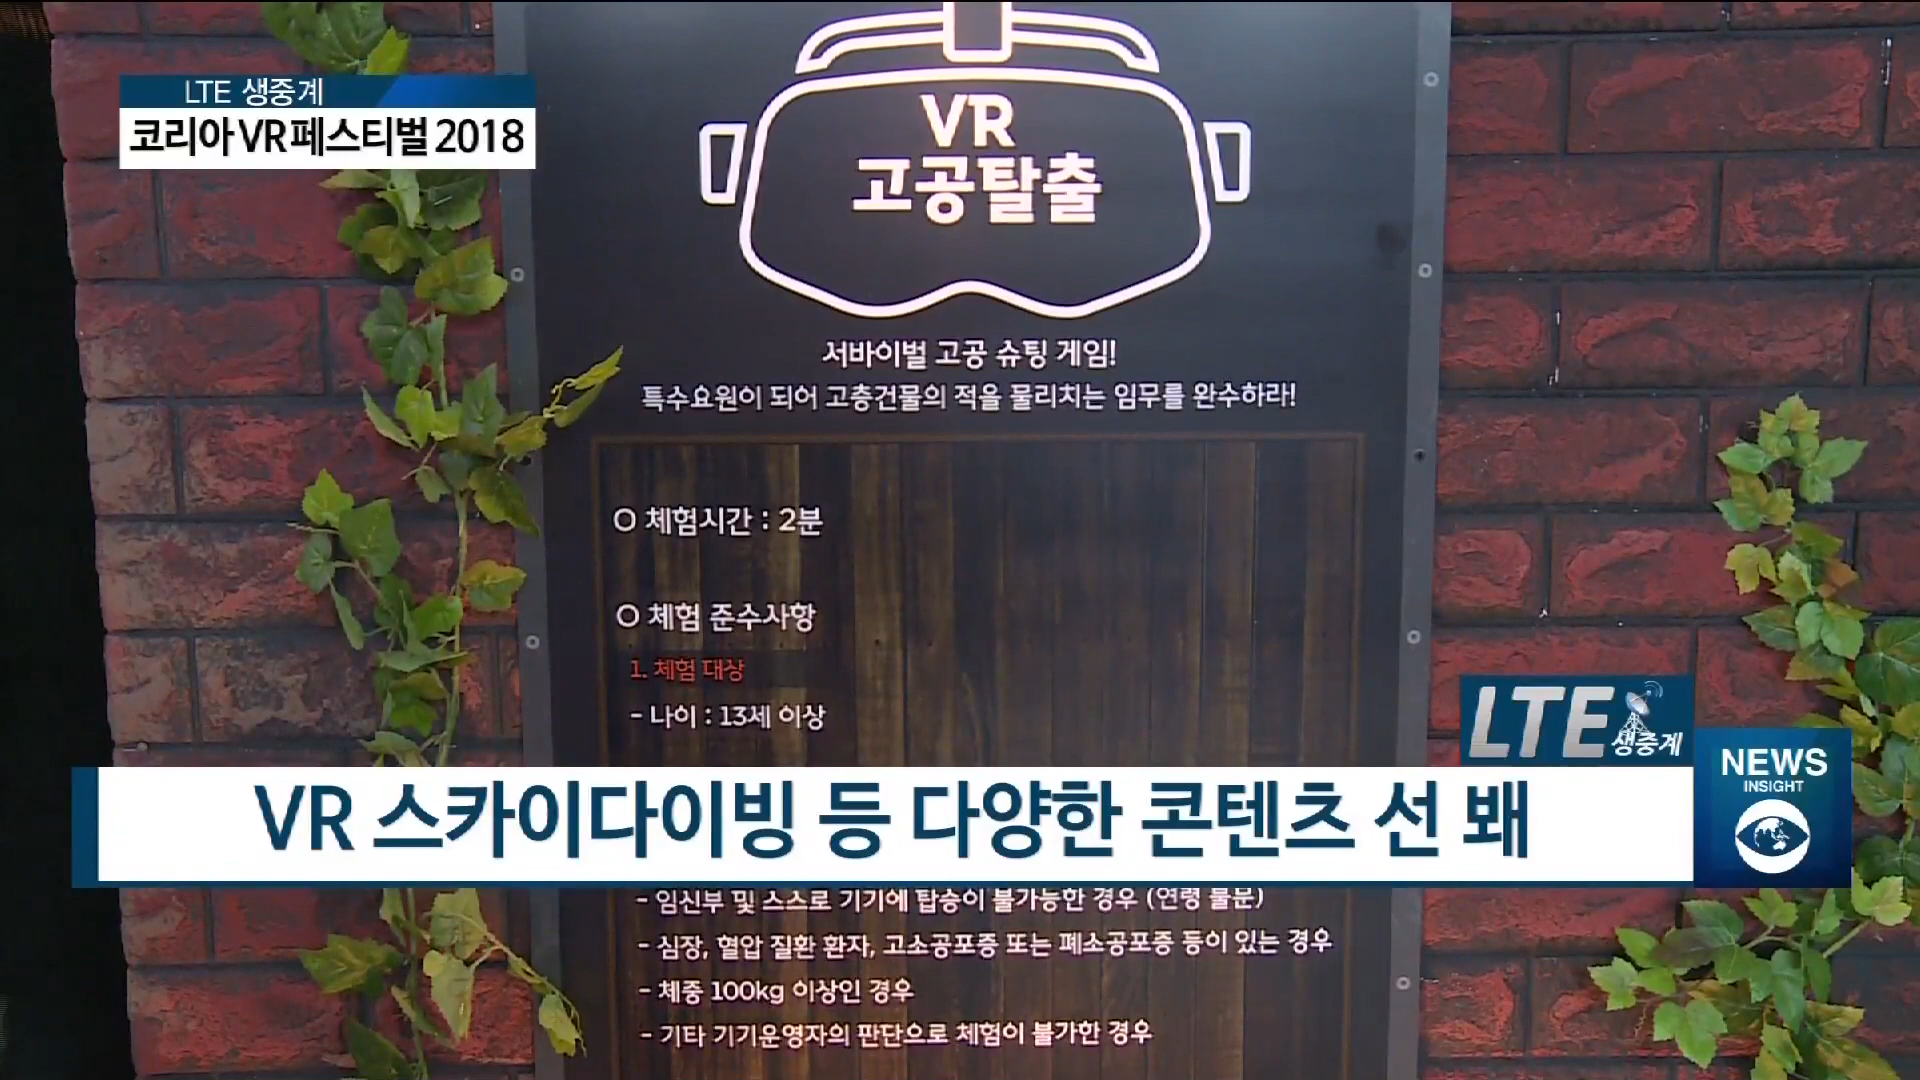 LTE 생중계
코리아 VR 페스티벌 2018
VR
고공탈출
서바이벌 고공 슈팅 게임!
특수요원이 되어 고층건물의 적을 물리치는 임무를 완수하라!
O 체험시간 : 2분
O 체험 준수사항
1. 체험 대상
- 나이 : 13세 이상
LTE 생중계
NEWS
INSIGHT
VR 스카이다이빙 등 다양한 콘텐츠 선 봬
- 임신부 및 스스로 기기에 탑승이 불가능한 경우 (연령 불문)
- 심장, 혈압 질환 환자, 고소공포증 또는 폐소공포증 등이 있는 경우
- 체중 100kg 이상인 경우
- 기타 기기운영자의 판단으로 체험이 불가한 경우